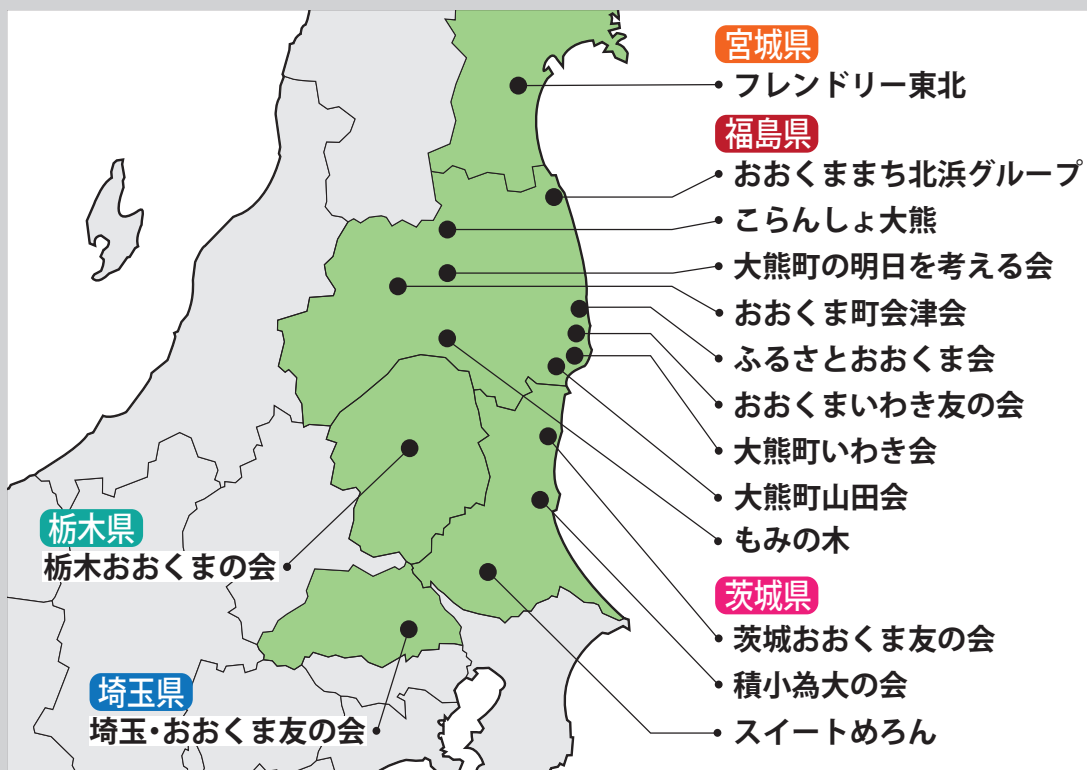 宮城県
フレンドリー東北
福島県
おおくままち北浜グループ
こらんしょ大熊
大熊町の明日を考える会
おおくま町会津会
ふるさとおおくま会
おおくまいわき友の会
大熊町いわき会
大熊町山田会
もみの木
茨城県
茨城おおくま友の会
積小為大の会
スイートめろん
栃木県
栃木おおくまの会
埼玉県
埼玉・おおくま友の会